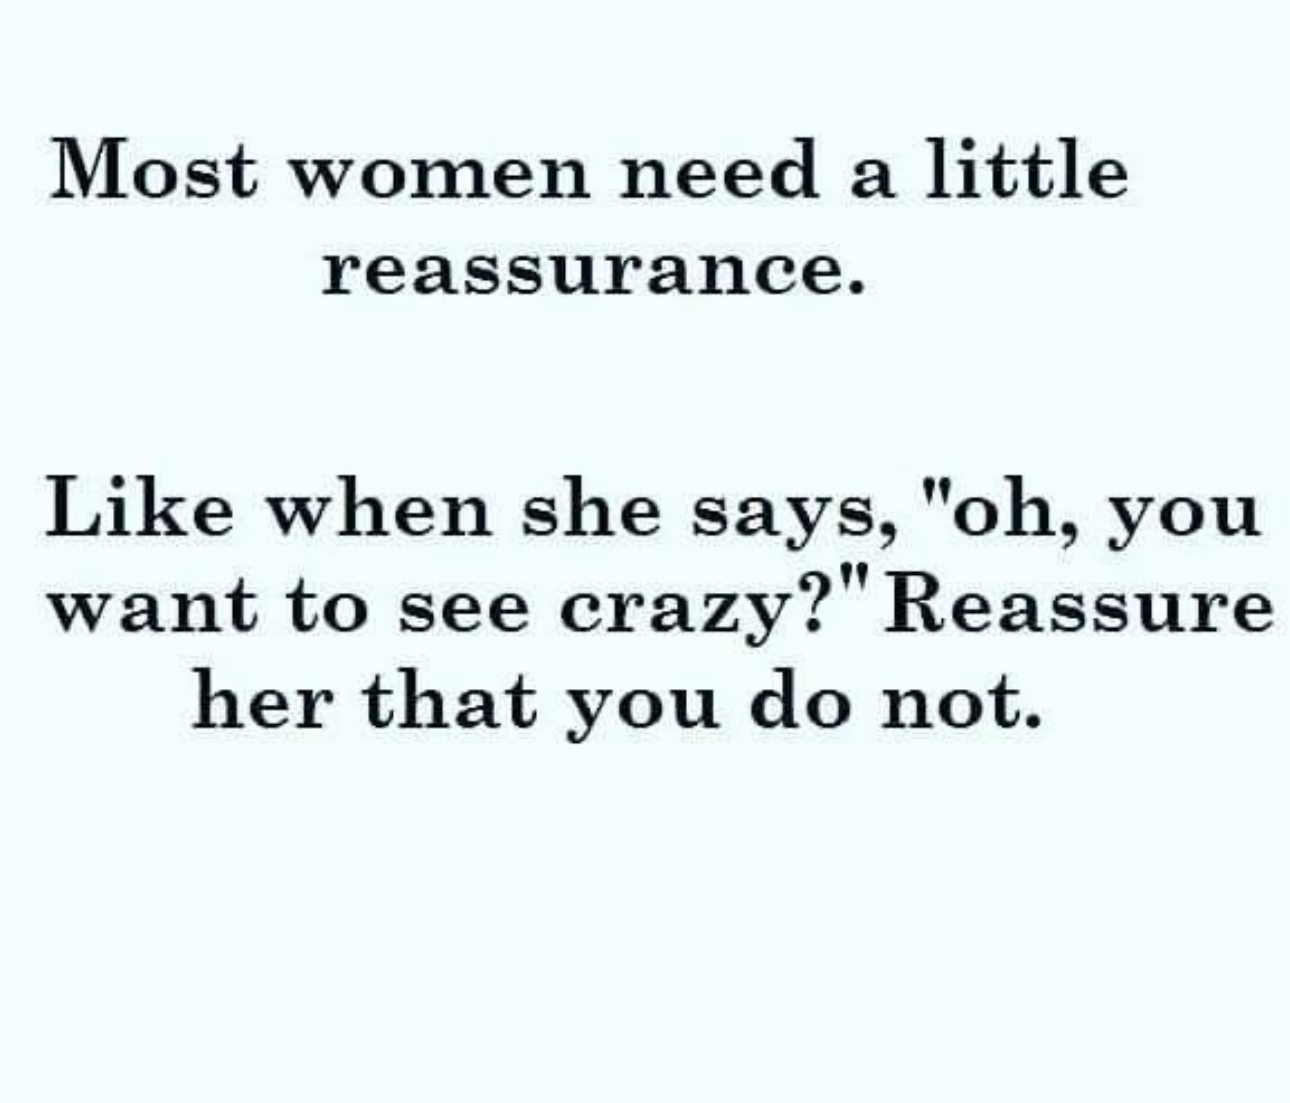 Most women need a little
reassurance.
Like when she says, "oh, you
want to see crazy?" Reassure
her that you do not.